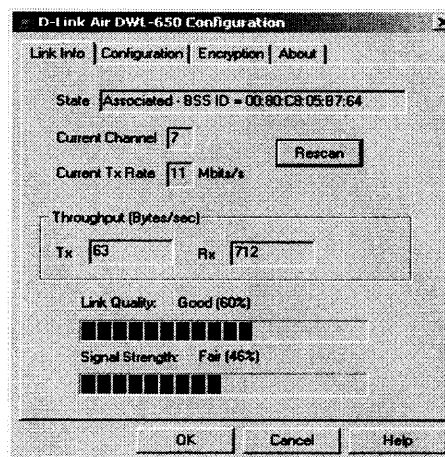 D-Link Air DWL-650 Configuration
Link Info Configuration Encryption About
State Associated - BSS ID = 00:80:C8:05:B7:64
Current Channel 7
Rescan
Current Tx Rate 11 Mbits/s
Throughput (Bytes/sec)
Tx 63 Rx 712
Link Quality: Good (60%)
Signal Strength: Fair (46%)
OK Cancel Help